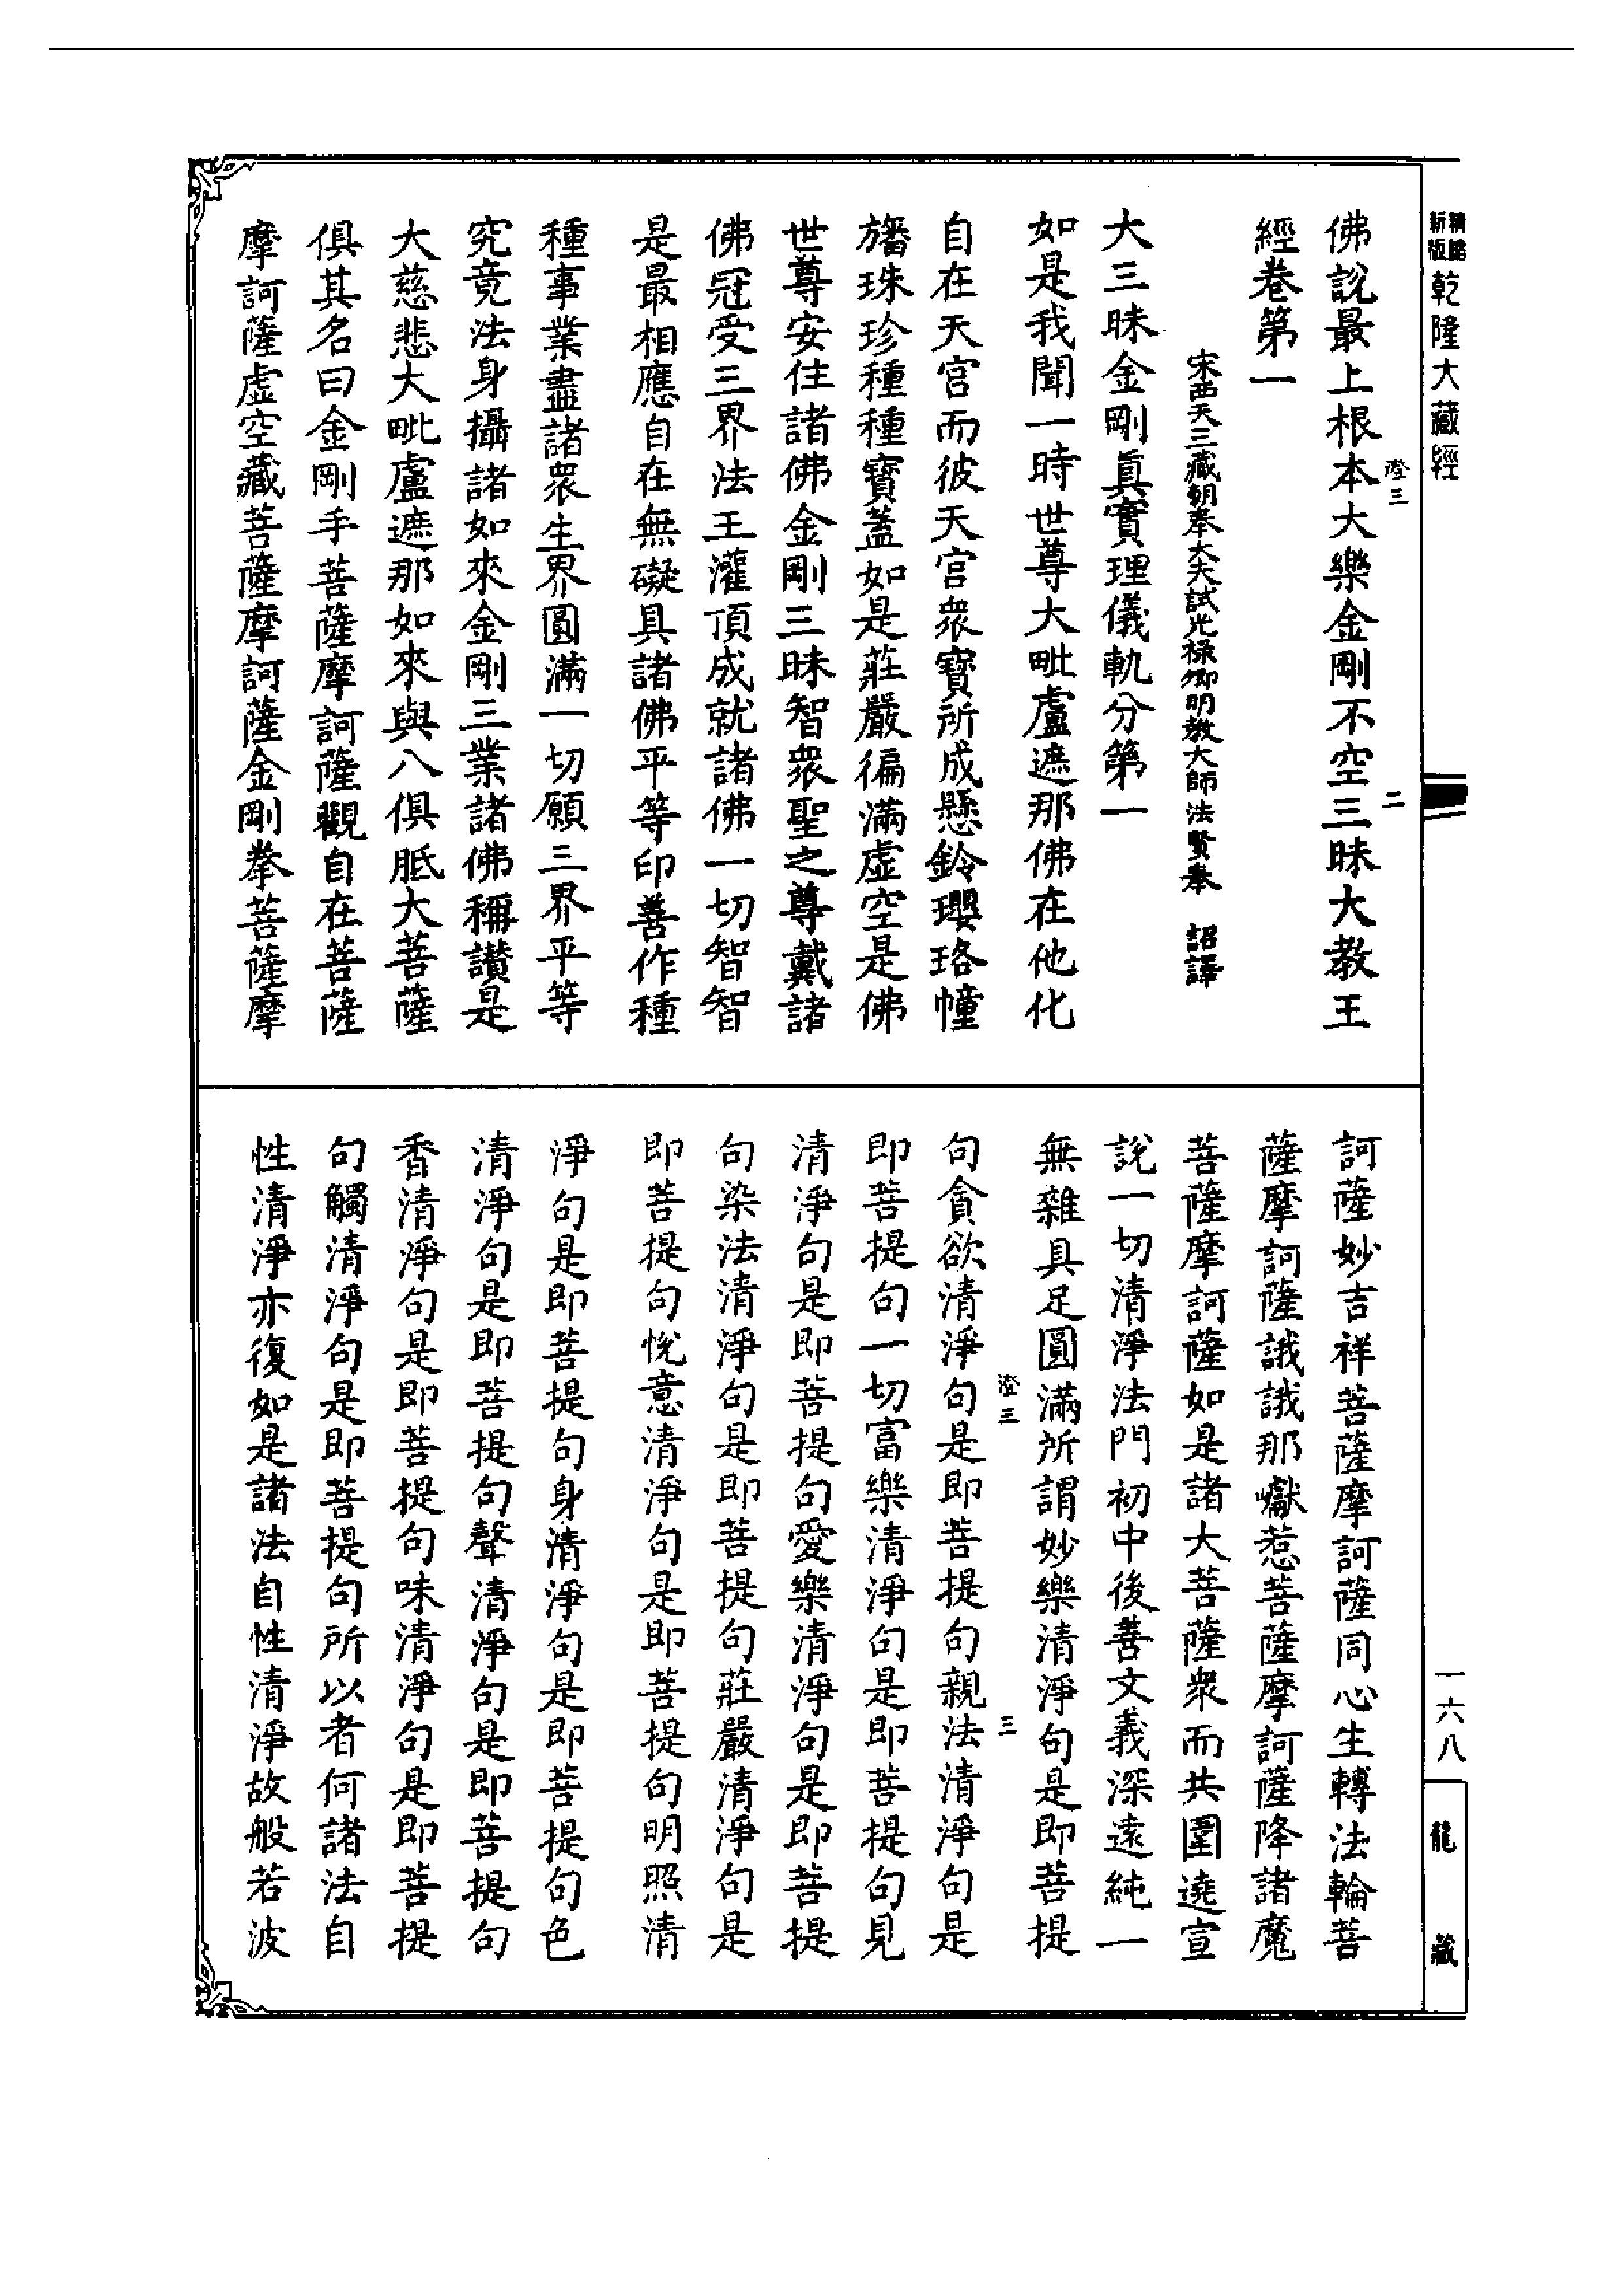 新版精縮乾隆大藏經
澄三
二
佛說最上根本大樂金剛不空三昧大教王
經卷第一
宋西天三藏朝奉大夫試光祿卿明教大師法賢奉 詔譯
大三昧金剛真實理儀軌分第一
如是我聞一時世尊大毗盧遮那佛在他化
自在天宮而彼天宮眾寶所成懸鈴瓔珞幢
旛珠珍種種寶蓋如是莊嚴徧滿虛空是佛
世尊安住諸佛金剛三昧智眾聖之尊戴諸
佛冠受三界法王灌頂成就諸佛一切智智
是最相應自在無礙具諸佛平等印善作種
種事業盡諸眾生界圓滿一切願三界平等
究竟法身攝諸如來金剛三業諸佛稱讚是
大慈悲大毗盧遮那如來與八俱胝大菩薩
俱其名曰金剛手菩薩摩訶薩觀自在菩薩
摩訶薩虛空藏菩薩摩訶薩金剛拳菩薩摩
訶薩妙吉祥菩薩摩訶薩同心生轉法輪菩
薩摩訶薩誐誐那巘惹菩薩摩訶薩降諸魔
菩薩摩訶薩如是諸大菩薩眾而共圍遶宣
說一切清淨法門初中後善文義深遠純一
無雜具足圓滿所謂妙樂清淨句是即菩提
澄三
三
句貪欲清淨句是即菩提句親法清淨句是
即菩提句一切富樂清淨句是即菩提句見
清淨句是即菩提句愛樂清淨句是即菩提
句染法清淨句是即菩提句莊嚴清淨句是
即菩提句悅意清淨句是即菩提句明照清
淨句是即菩提句身清淨句是即菩提句色
清淨句是即菩提句聲清淨句是即菩提句
香清淨句是即菩提句味清淨句是即菩提
句觸清淨句是即菩提句所以者何諸法自
性清淨亦復如是諸法自性清淨故般若波
一六八
龍藏